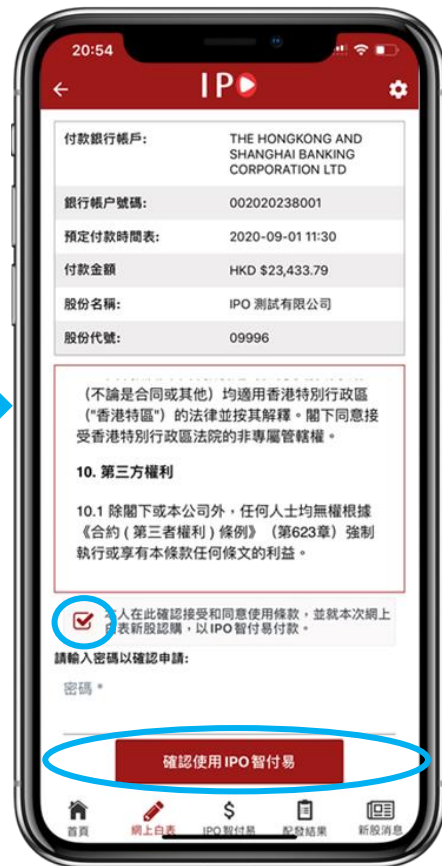 20:54
IPO
付款銀行帳戶: THE HONGKONG AND
SHANGHAI BANKING
CORPORATION LTD
銀行帳户號碼: 002020238001
預定付款時間表: 2020-09-01 11:30
付款金額 HKD $23,433.79
股份名稱: IPO 測試有限公司
股份代號: 09996
（不論是合同或其他）均適用香港特別行政區
("香港特區"）的法律並按其解釋。閣下同意接
受香港特別行政區法院的非專屬管轄權。
10. 第三方權利
10.1 除閣下或本公司外，任何人士均無權根據
《合約 ( 第三者權利 ) 條例》（第623章）強制
執行或享有本條款任何條文的利益。
本人在此確認接受和同意使用條款，並就本次網上
白表新股認購，以 IPO 智付易付款。
請輸入密碼以確認申請:
密碼 *
確認使用 IPO 智付易
首頁 網上白表 IPO 智付易 配發結果 新股消息